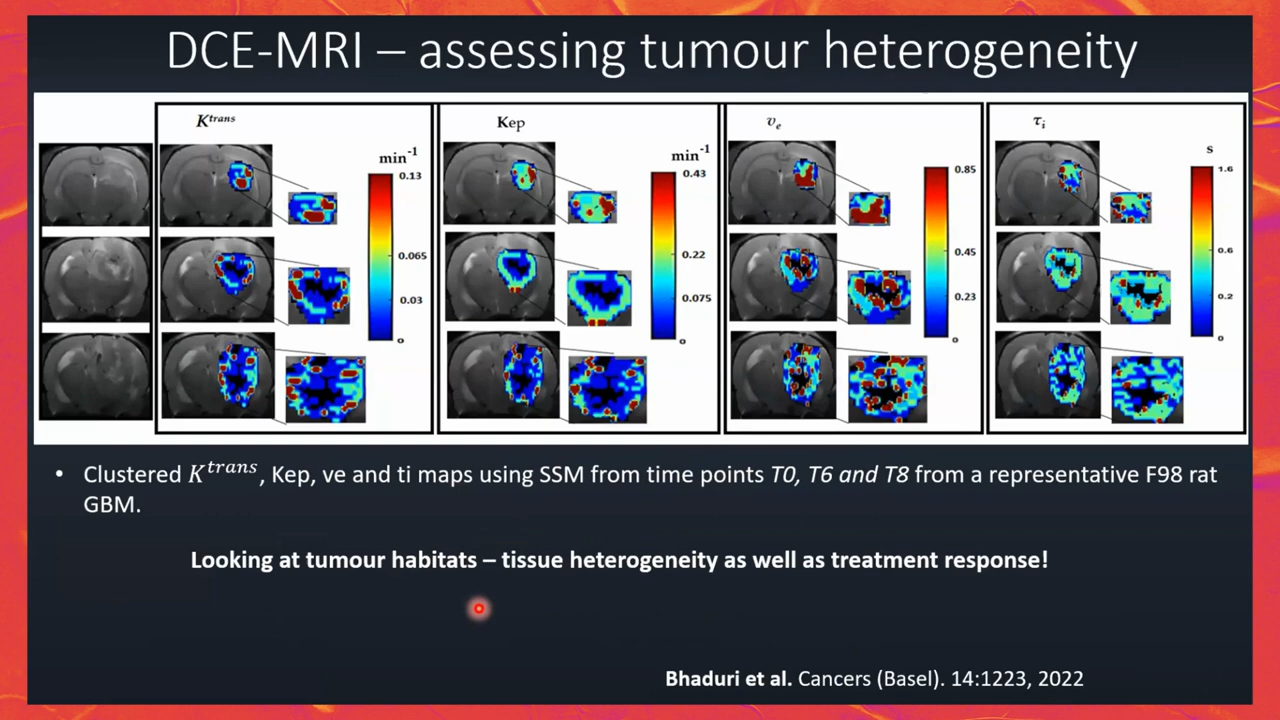 DCE-MRI – assessing tumour heterogeneity
K^trans
min⁻¹
0.13
0.065
0.03
0
Kep
min⁻¹
0.43
0.22
0.075
0
vₑ
0.85
0.45
0.23
0
τᵢ
s
1.6
0.6
0.2
0
• Clustered K^trans, Kep, ve and ti maps using SSM from time points T0, T6 and T8 from a representative F98 rat
GBM.
Looking at tumour habitats – tissue heterogeneity as well as treatment response!
Bhaduri et al. Cancers (Basel). 14:1223, 2022